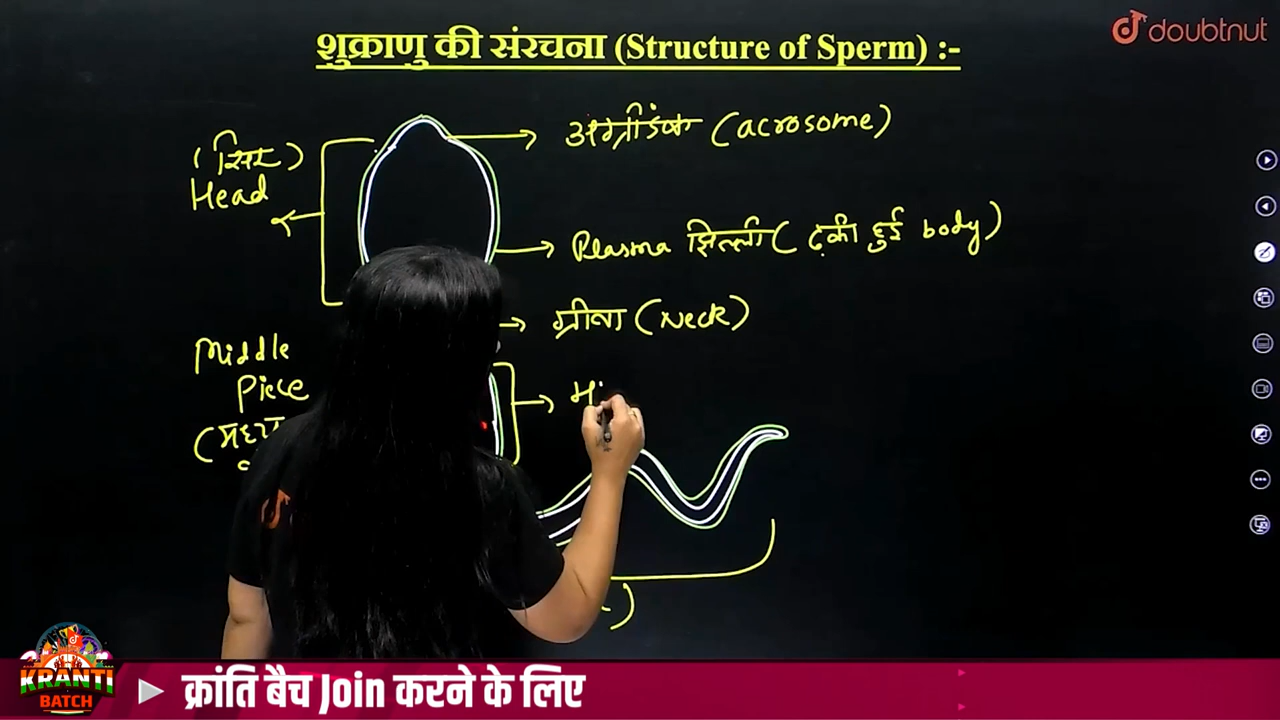 शुक्राणु की संरचना (Structure of Sperm) :-
doubtnut
अग्रपिंडक (acrosome)
(सिर)
Head
Plasma झिल्ली (ढकी हुई body)
ग्रीवा (Neck)
Middle
Piece
(मध्य
KRANTI
BATCH
क्रांति बैच Join करने के लिए